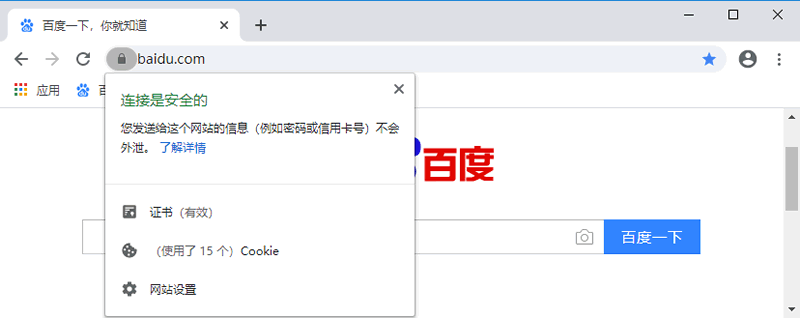 百度一下，你就知道
baidu.com
应用
连接是安全的
您发送给这个网站的信息（例如密码或信用卡号）不会
外泄。 了解详情
百度
证书（有效）
百度一下
（使用了 15 个）Cookie
网站设置